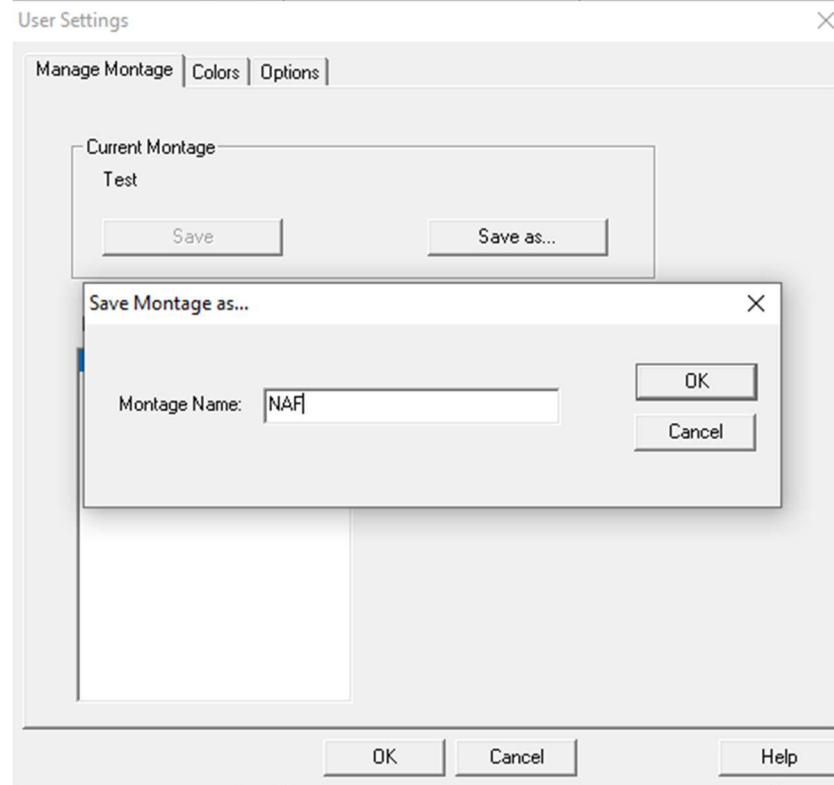 User Settings
Manage Montage Colors Options
Current Montage
Test
Save Save as...
Save Montage as...
Montage Name: NAF
OK
Cancel
OK Cancel Help